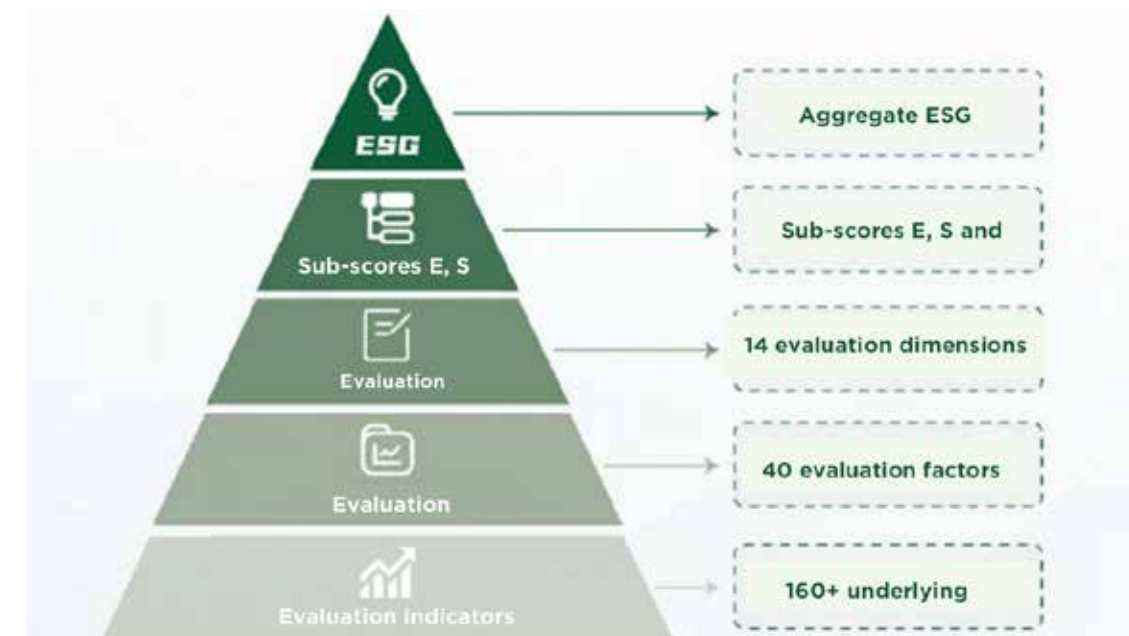 ESG
Aggregate ESG
Sub-scores E, S
Sub-scores E, S and
Evaluation
14 evaluation dimensions
Evaluation
40 evaluation factors
Evaluation Indicators
160+ underlying